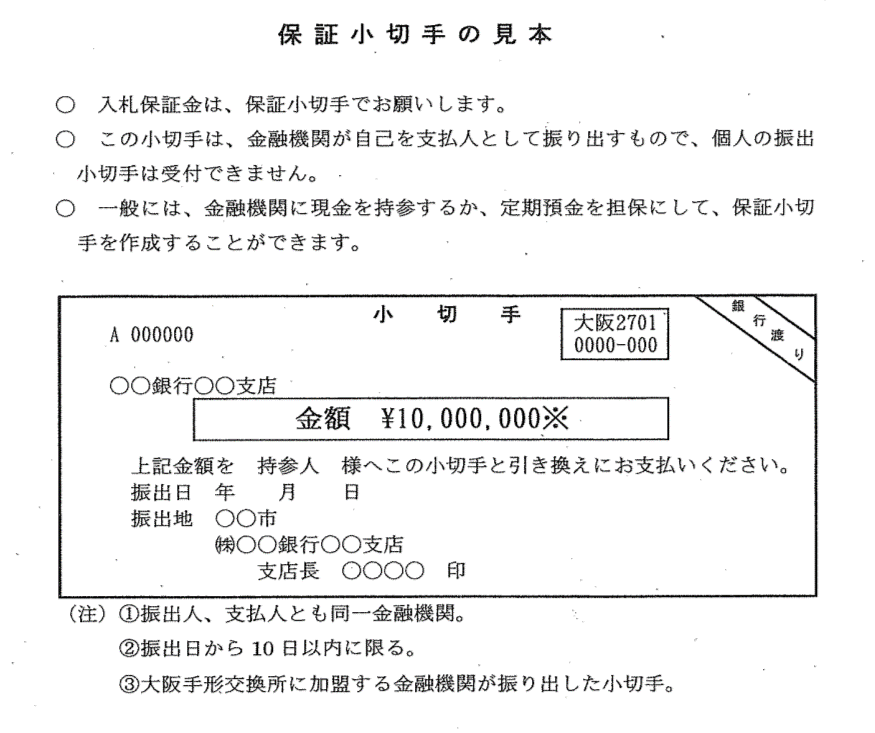 保証小切手の見本
○　入札保証金は、保証小切手でお願いします。
○　この小切手は、金融機関が自己を支払人として振り出すもので、個人の振出
小切手は受付できません。
○　一般には、金融機関に現金を持参するか、定期預金を担保にして、保証小切
手を作成することができます。
小　切　手
銀行渡り
大阪2701
A 000000
0000-000
○○銀行○○支店
金額　¥10,000,000※
上記金額を　持参人　様へこの小切手と引き換えにお支払いください。
振出日　年　　月　　日
振出地　○○市
㈱○○銀行○○支店
支店長　○○○○　印
（注）①振出人、支払人とも同一金融機関。
②振出日から 10 日以内に限る。
③大阪手形交換所に加盟する金融機関が振り出した小切手。